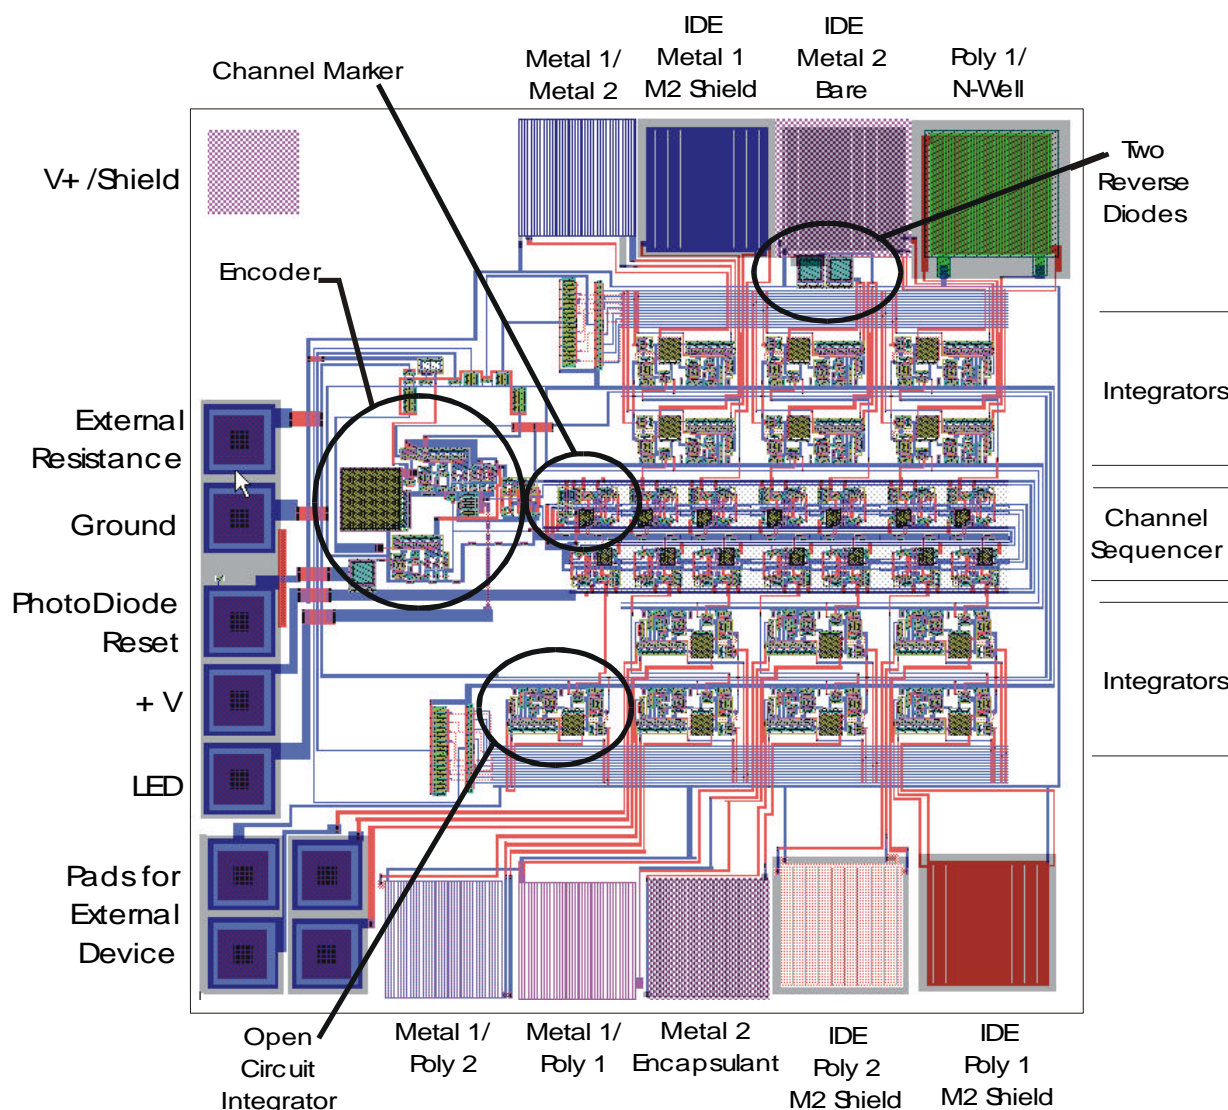 IDE
Metal 1
M2 Shield
IDE
Metal 2
Bare
Metal 1/
Metal 2
Poly 1/
N-Well
Channel Marker
Two
Reverse
Diodes
V+ /Shield
Encoder
Integrators
External
Resistance
Ground
Channel
Sequencer
PhotoDiode
Reset
+ V
Integrators
LED
Pads for
External
Device
Open
Circuit
Integrator
Metal 1/
Poly 2
Metal 1/
Poly 1
Metal 2
Encapsulant
IDE
Poly 2
M2 Shield
IDE
Poly 1
M2 Shield